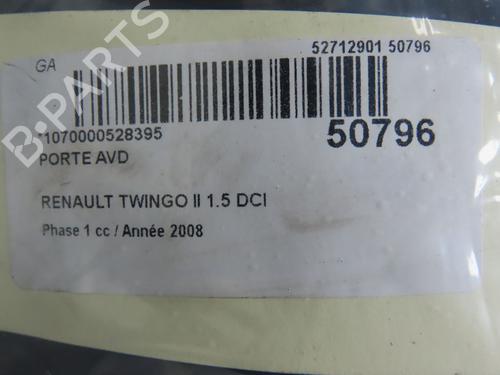 GA
52712901 50796
*1070000528395
50796
PORTE AVD
RENAULT TWINGO II 1.5 DCI
Phase 1 cc / Année 2008
B-PARTS